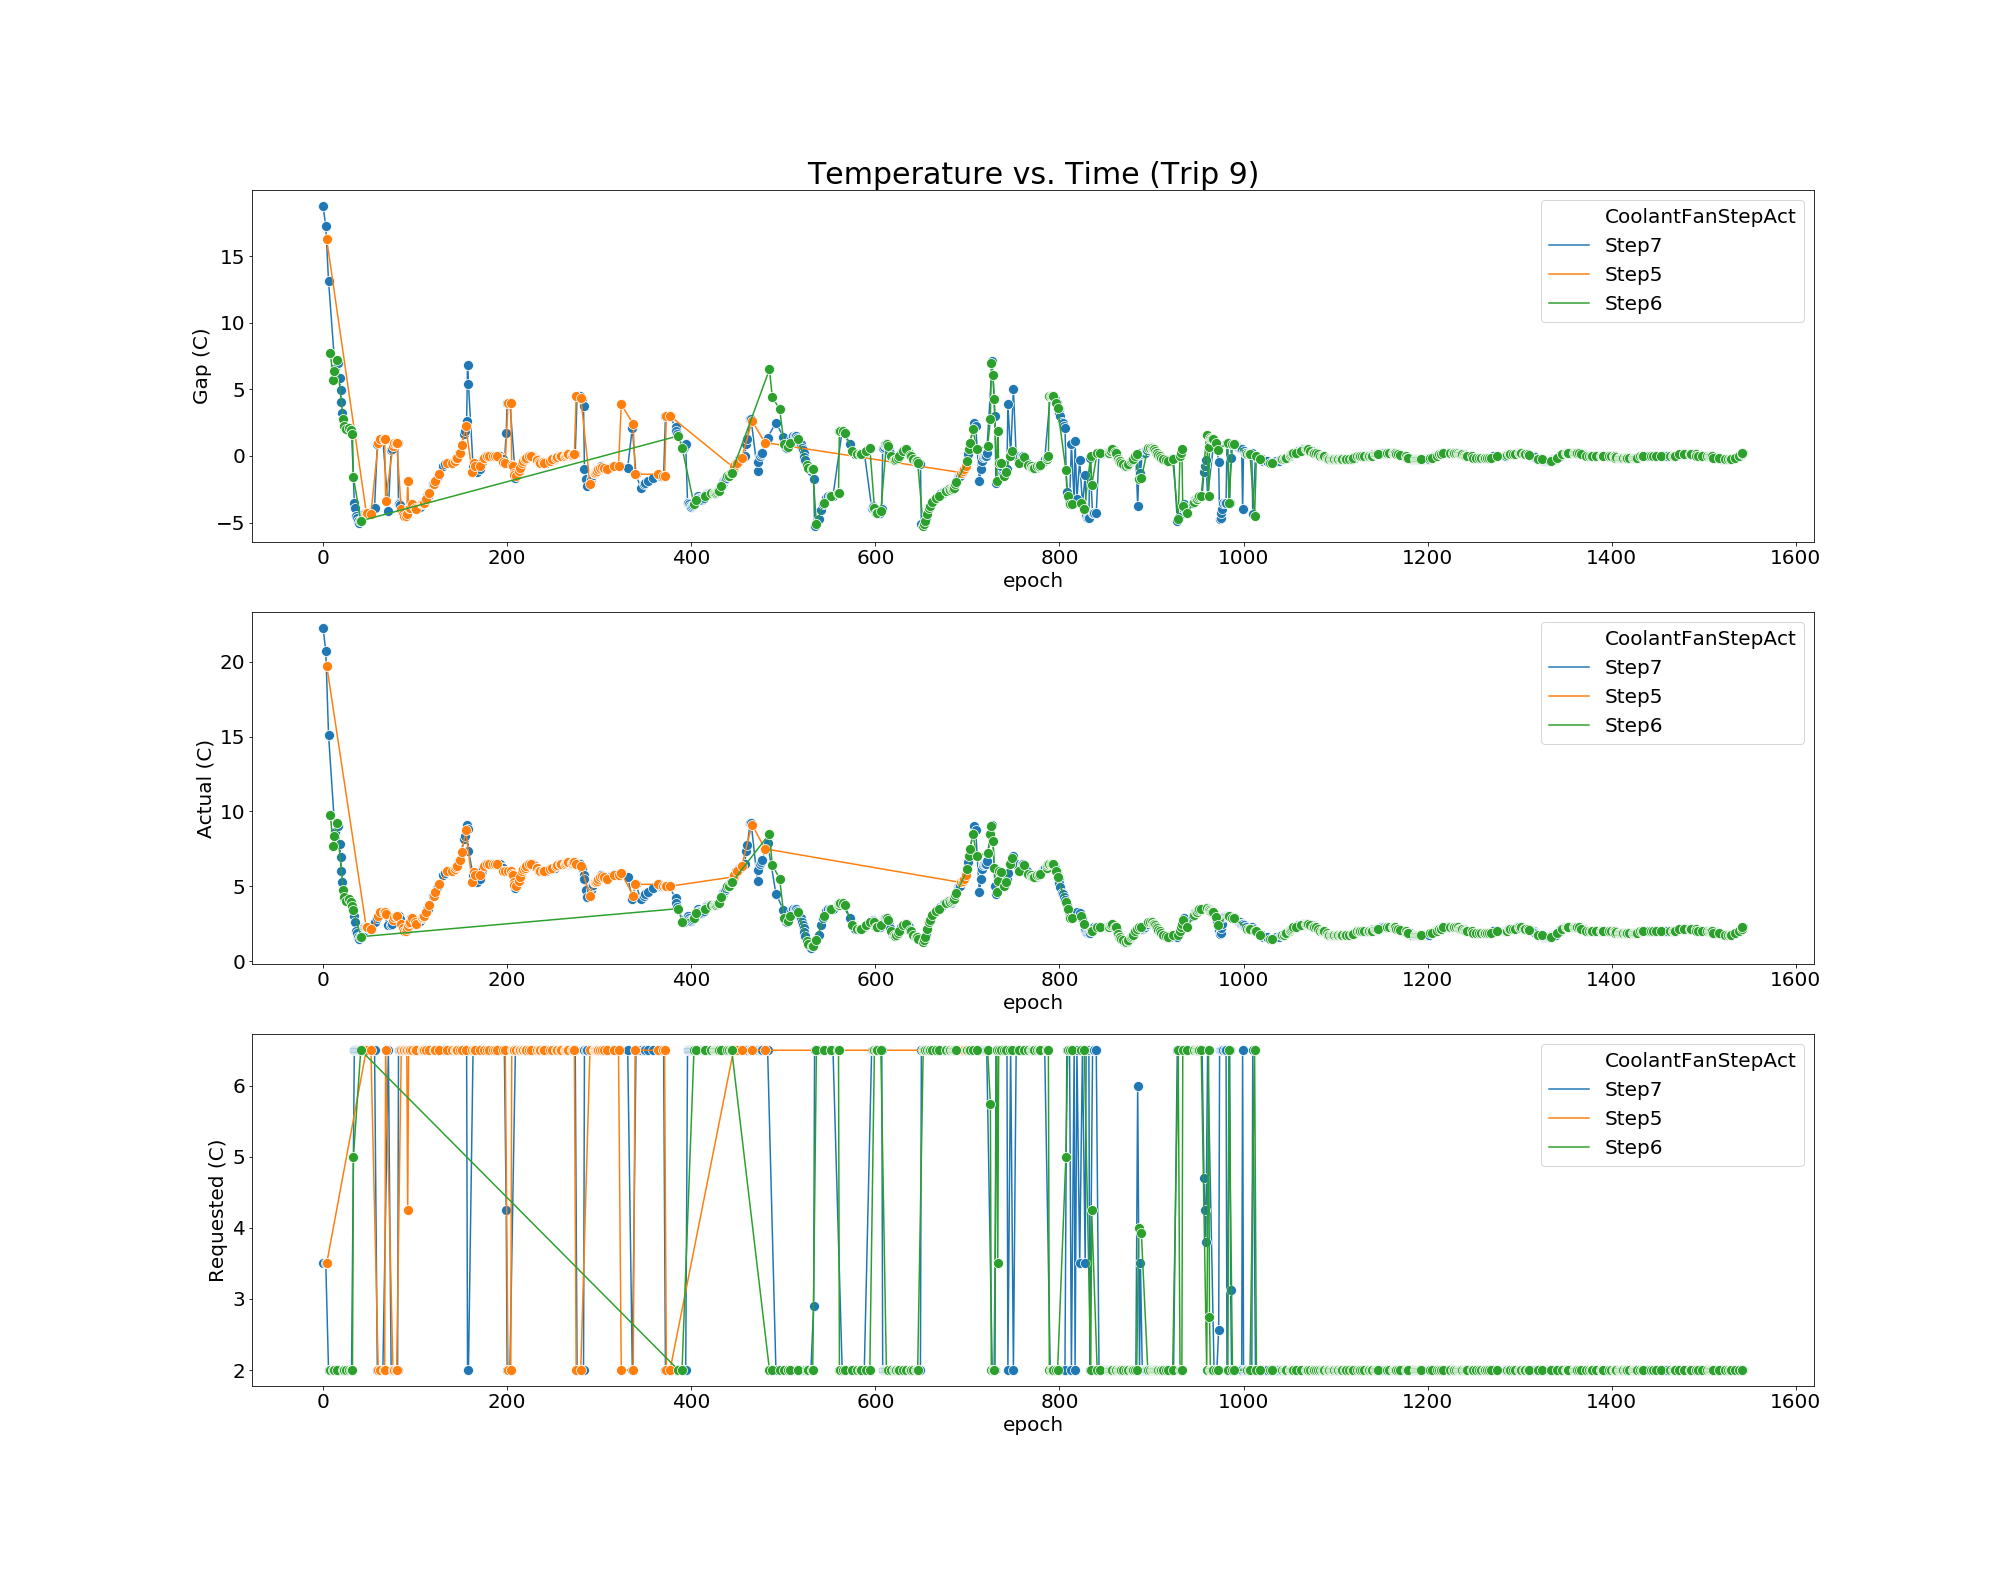 Temperature vs. Time (Trip 9)
Gap (C)
15
10
5
0
−5
CoolantFanStepAct
Step7
Step5
Step6
0 200 400 600 800 1000 1200 1400 1600
epoch
Actual (C)
20
15
10
5
0
CoolantFanStepAct
Step7
Step5
Step6
0 200 400 600 800 1000 1200 1400 1600
epoch
Requested (C)
6
5
4
3
2
CoolantFanStepAct
Step7
Step5
Step6
0 200 400 600 800 1000 1200 1400 1600
epoch